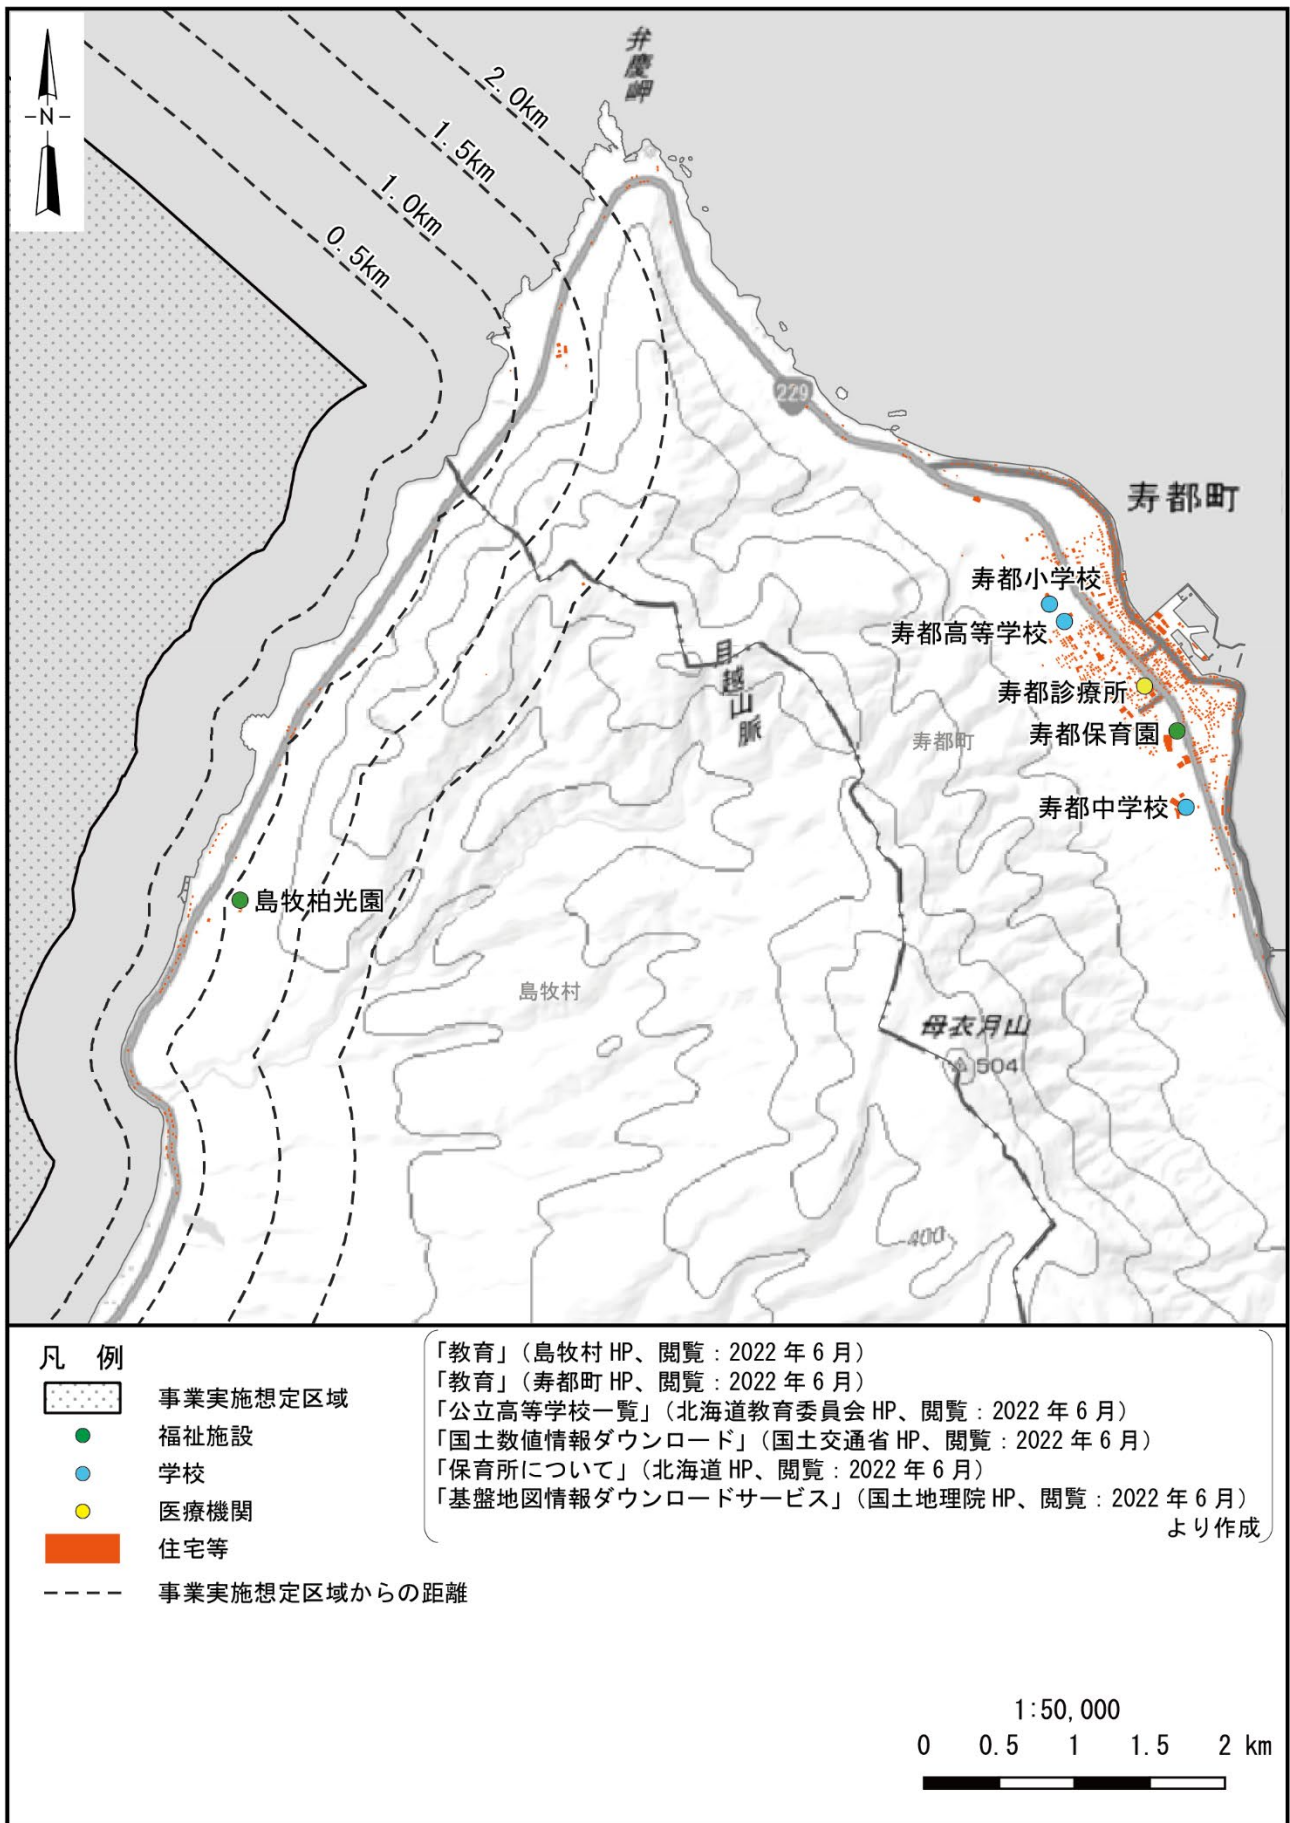 弁慶岬
N
2.0km
1.5km
1.0km
0.5km
229
寿都町
寿都小学校
寿都高等学校
寿都診療所
寿都保育園
寿都中学校
月越山脈
寿都町
島牧柏光園
島牧村
母衣月山
504
400
凡 例
事業実施想定区域
福祉施設
学校
医療機関
住宅等
事業実施想定区域からの距離
「教育」（島牧村 HP、閲覧：2022 年 6 月）
「教育」（寿都町 HP、閲覧：2022 年 6 月）
「公立高等学校一覧」（北海道教育委員会 HP、閲覧：2022 年 6 月）
「国土数値情報ダウンロード」（国土交通省 HP、閲覧：2022 年 6 月）
「保育所について」（北海道 HP、閲覧：2022 年 6 月）
「基盤地図情報ダウンロードサービス」（国土地理院 HP、閲覧：2022 年 6 月）
より作成
1:50,000
0 0.5 1 1.5 2 km